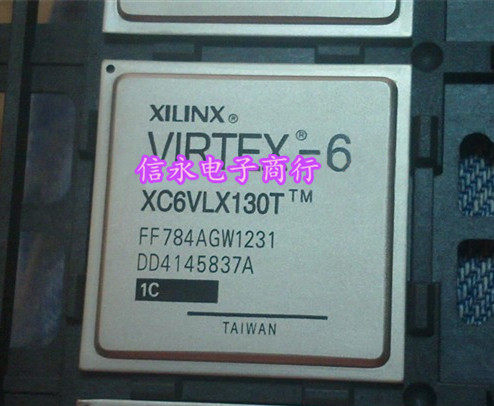 XILINX®
VIRTEX®-6
信永电子商行
XC6VLX130T™
FF784AGW1231
DD4145837A
1C
TAIWAN